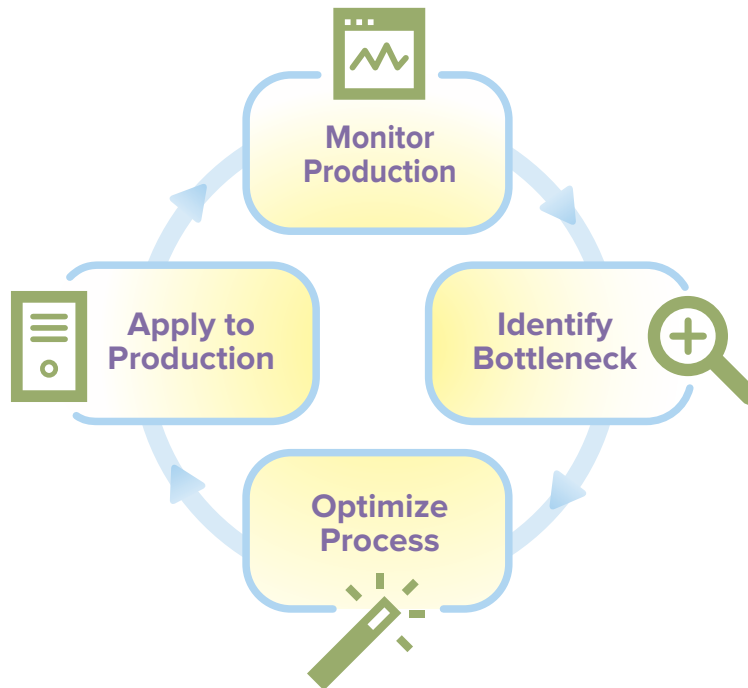 Monitor
Production
Identify
Bottleneck
Optimize
Process
Apply to
Production